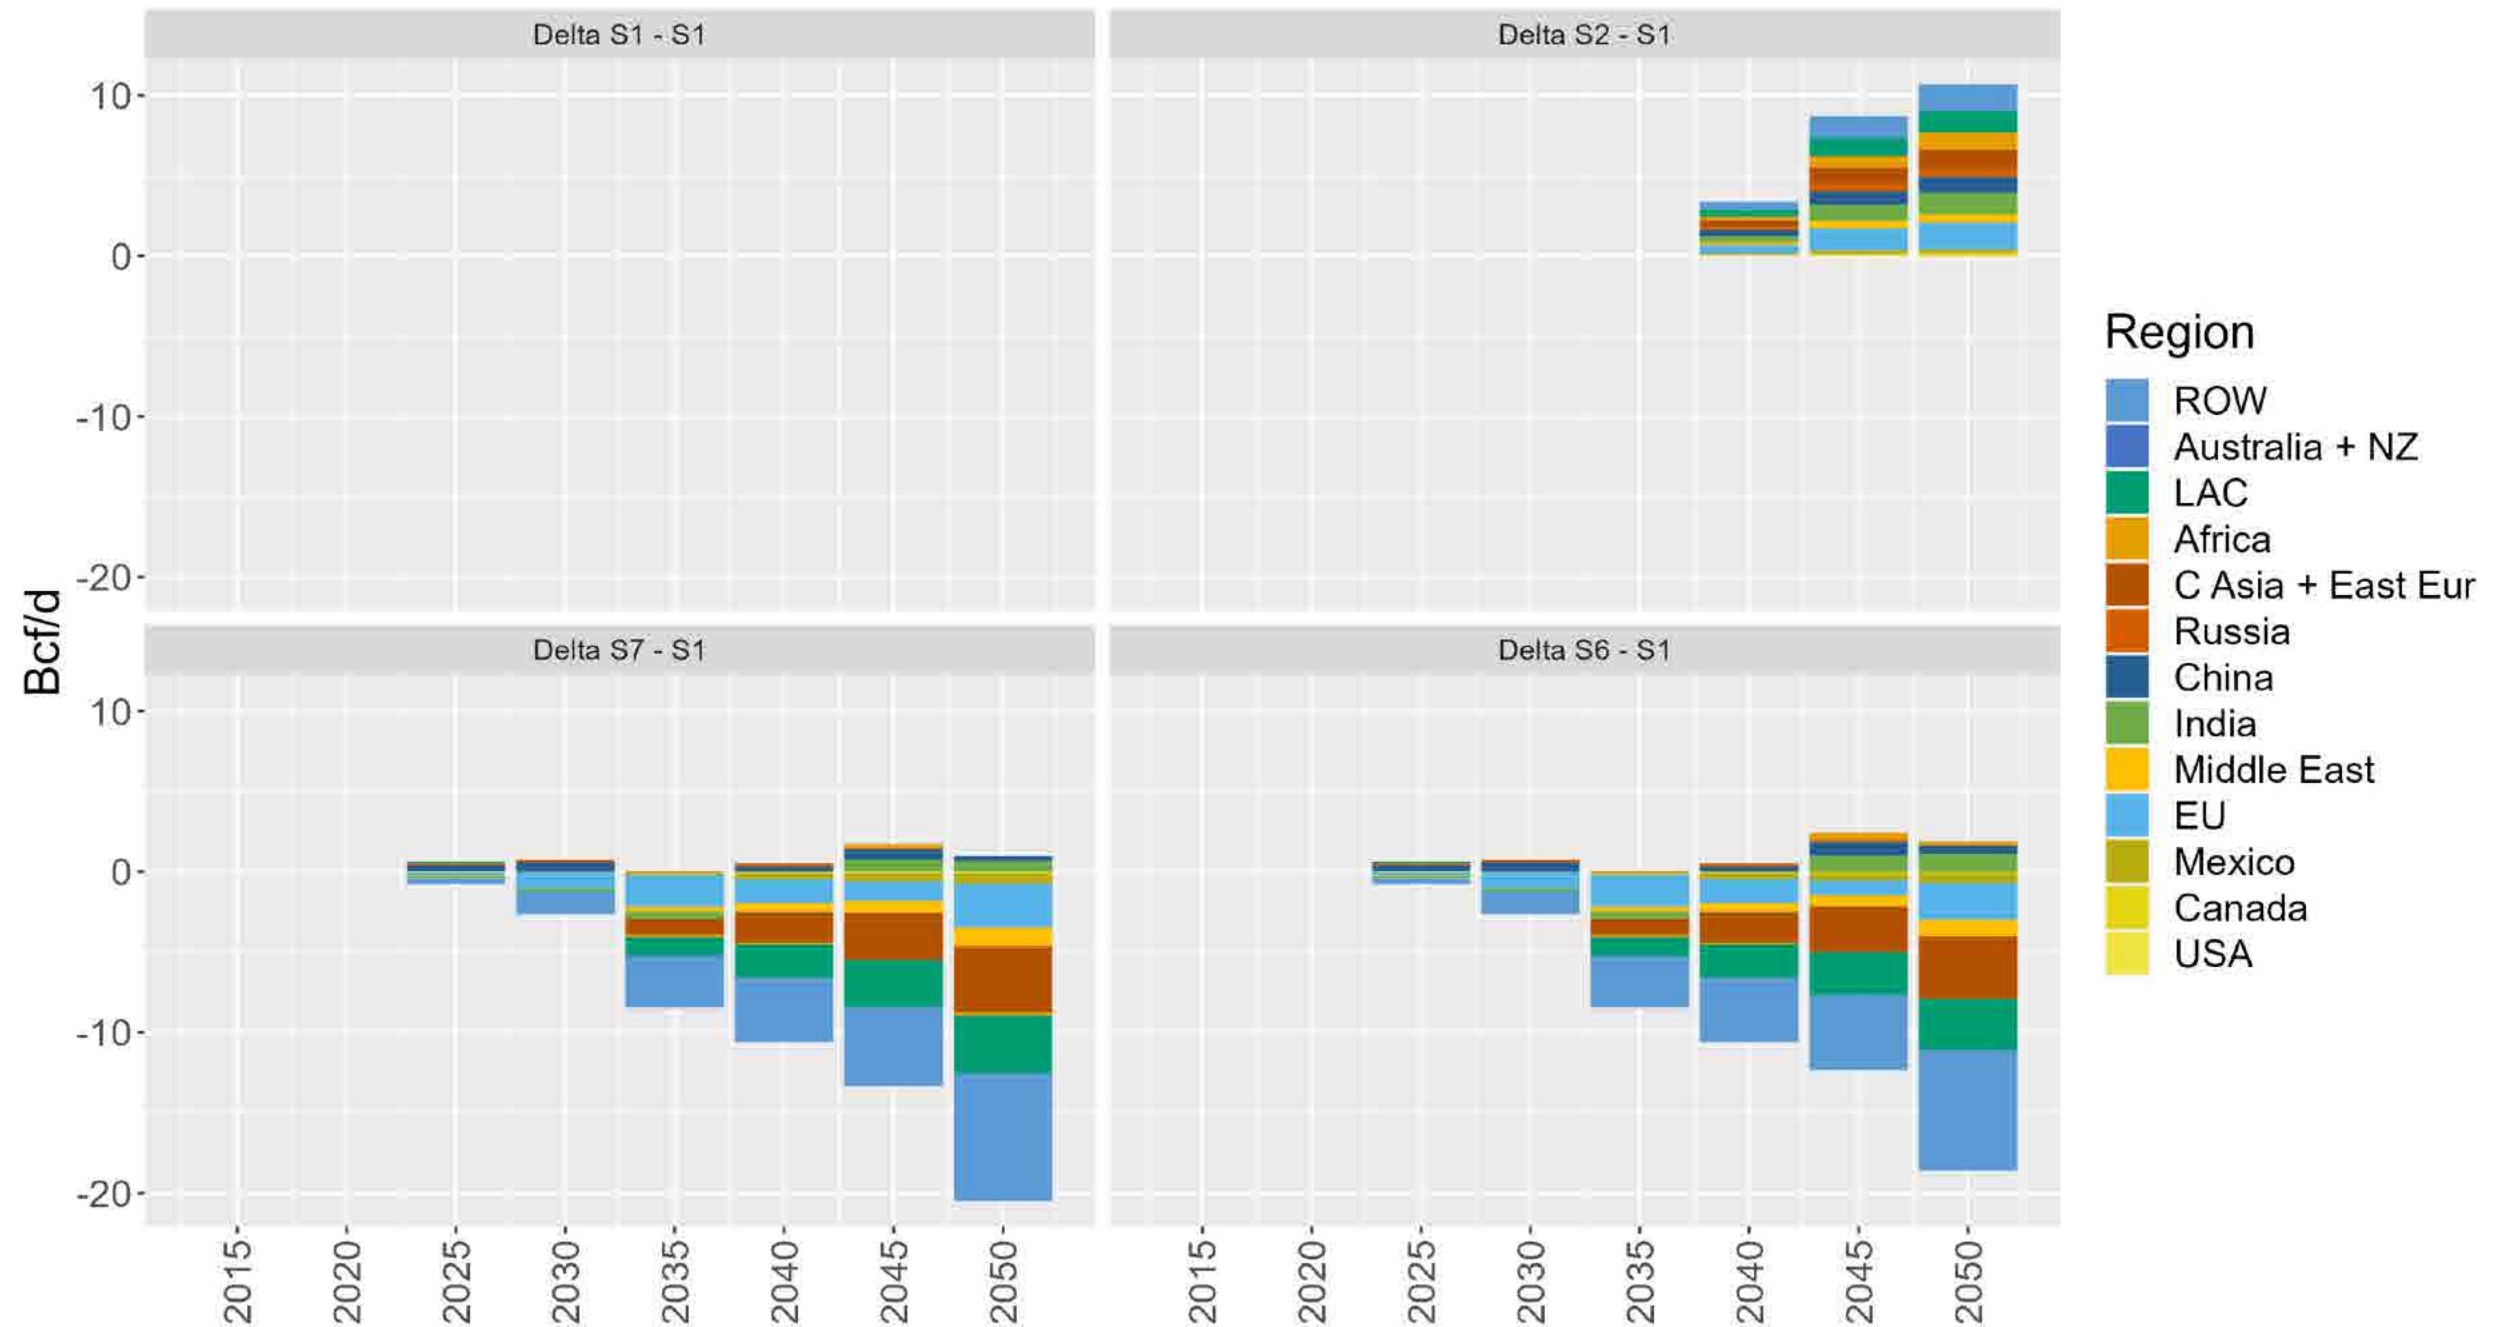 Delta S1 - S1
Delta S2 - S1
10
0
-10
-20
Bcf/d
Delta S7 - S1
Delta S6 - S1
10
0
-10
-20
2015
2020
2025
2030
2035
2040
2045
2050
2015
2020
2025
2030
2035
2040
2045
2050
Region
ROW
Australia + NZ
LAC
Africa
C Asia + East Eur
Russia
China
India
Middle East
EU
Mexico
Canada
USA